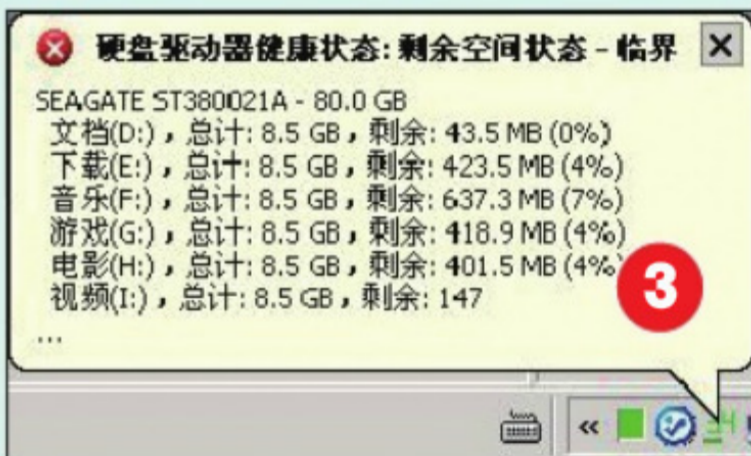 硬盘驱动器健康状态: 剩余空间状态 - 临界
SEAGATE ST380021A - 80.0 GB
文档(D:)，总计: 8.5 GB，剩余: 43.5 MB (0%)
下载(E:)，总计: 8.5 GB，剩余: 423.5 MB (4%)
音乐(F:)，总计: 8.5 GB，剩余: 637.3 MB (7%)
游戏(G:)，总计: 8.5 GB，剩余: 418.9 MB (4%)
电影(H:)，总计: 8.5 GB，剩余: 401.5 MB (4%)
视频(I:)，总计: 8.5 GB，剩余: 147
...
3
«